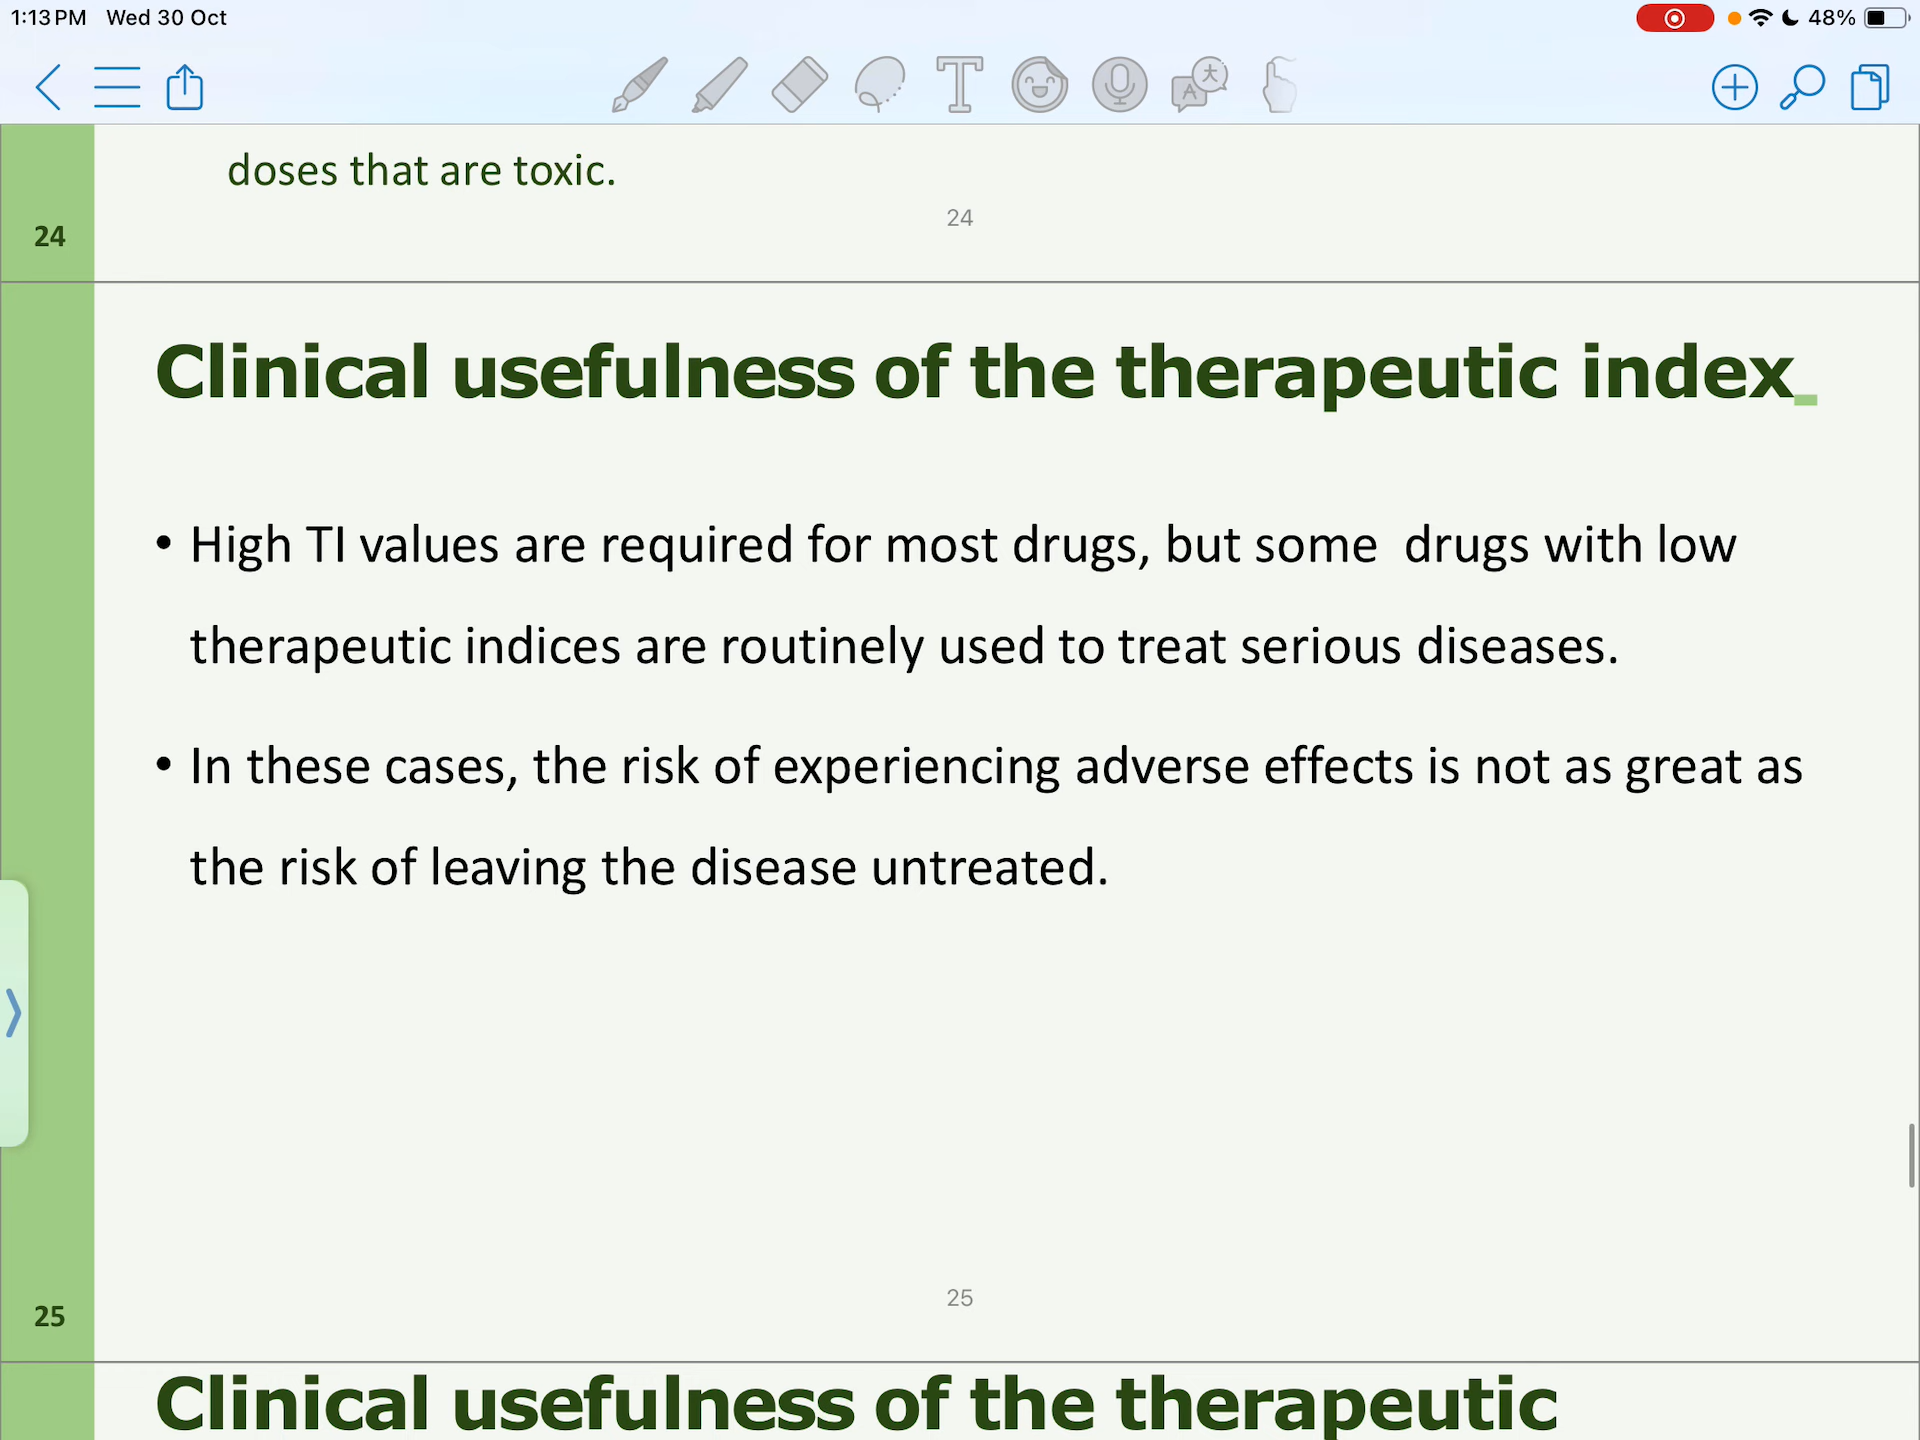 1:13 PM Wed 30 Oct
48%
doses that are toxic.
24
24
Clinical usefulness of the therapeutic index
• High TI values are required for most drugs, but some  drugs with low
therapeutic indices are routinely used to treat serious diseases.
• In these cases, the risk of experiencing adverse effects is not as great as
the risk of leaving the disease untreated.
25
25
Clinical usefulness of the therapeutic